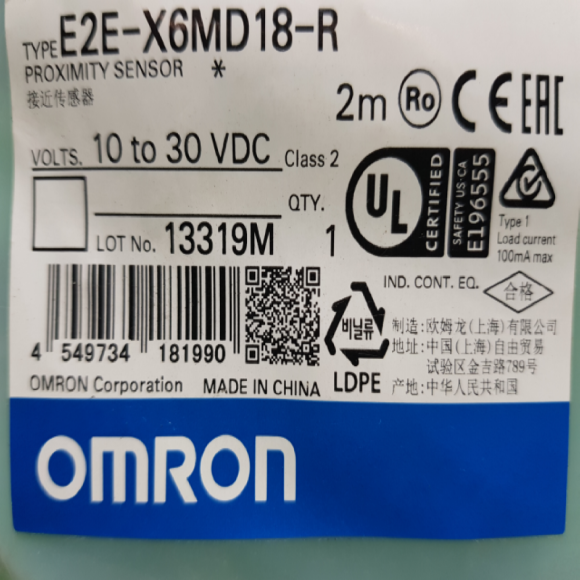 TYPE E2E-X6MD18-R
PROXIMITY SENSOR *
接近传感器
2m Ro CE EAC
VOLTS. 10 to 30 VDC Class 2
QTY.
LOT No. 13319M 1
UL CERTIFIED SAFETY US-CA E196555
Type 1
Load current
100mA max
IND. CONT. EQ.
合格
4 549734 181990
비닐류
LDPE
制造: 欧姆龙(上海)有限公司
地址: 中国(上海)自由贸易
试验区金吉路789号
产地: 中华人民共和国
OMRON Corporation MADE IN CHINA
OMRON